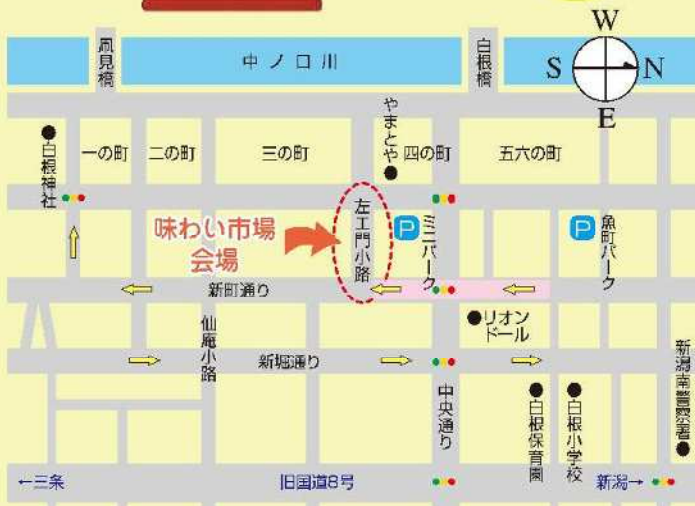 W
S N
E
凮見橋
中ノ口川
白根橋
白根神社
一の町
二の町
三の町
やまとや
四の町
五六の町
味わい市場
会場
左エ門小路
P
ミニパーク
P
魚町パーク
新町通り
仙庵小路
リオン
ドール
新堀通り
中央通り
白根保育園
白根小学校
新潟南警察署
←三条
旧国道8号
新潟→